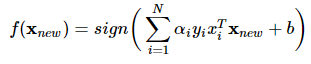 f(x_new) = sign( ∑_{i=1}^{N} α_i y_i x_i^T x_new + b )